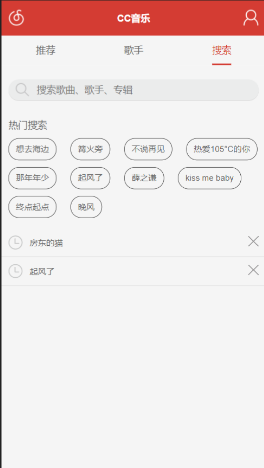 CC音乐
推荐 歌手 搜索
搜索歌曲、歌手、专辑
热门搜索
想去海边 篝火旁 不说再见 热爱105°C的你
那年年少 起风了 薛之谦 kiss me baby
终点起点 晚风
房东的猫
起风了